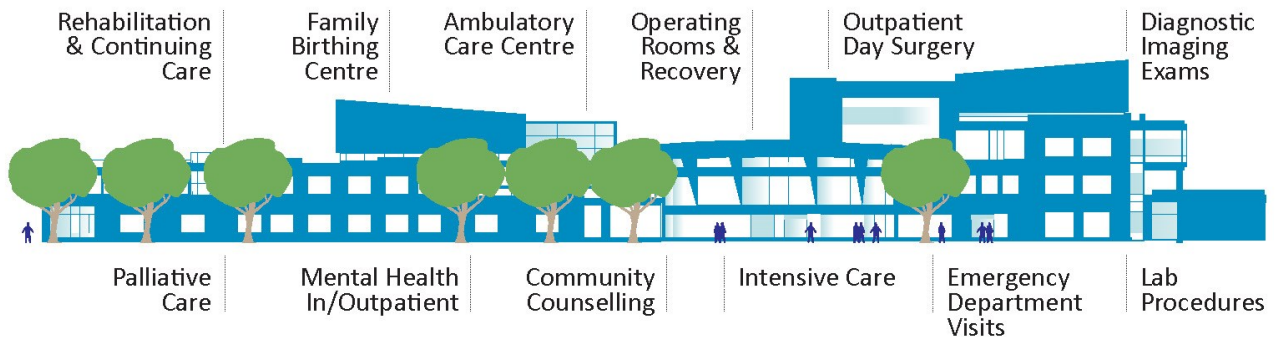 Rehabilitation
& Continuing
Care
Family
Birthing
Centre
Ambulatory
Care Centre
Operating
Rooms &
Recovery
Outpatient
Day Surgery
Diagnostic
Imaging
Exams
Palliative
Care
Mental Health
In/Outpatient
Community
Counselling
Intensive Care
Emergency
Department
Visits
Lab
Procedures